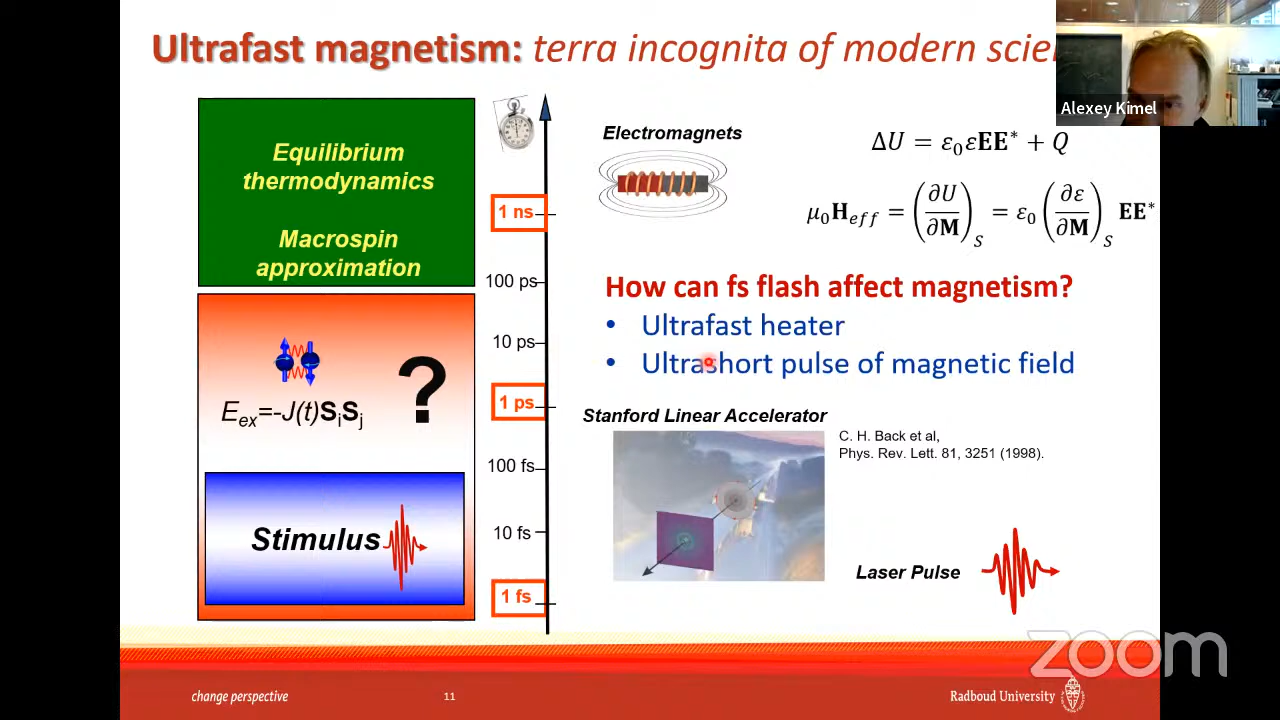 Ultrafast magnetism: terra incognita of modern scie
Alexey Kimel
Equilibrium
thermodynamics
Macrospin
approximation
1 ns
100 ps
10 ps
1 ps
100 fs
10 fs
1 fs
?
E_ex=-J(t)S_iS_j
Stimulus
Electromagnets
ΔU = ε₀εEE* + Q
μ₀H_eff = (∂U/∂M)_S = ε₀(∂ε/∂M)_S EE*
How can fs flash affect magnetism?
• Ultrafast heater
• Ultrashort pulse of magnetic field
Stanford Linear Accelerator
C. H. Back et al,
Phys. Rev. Lett. 81, 3251 (1998).
Laser Pulse
zoom
change perspective
11
Radboud University